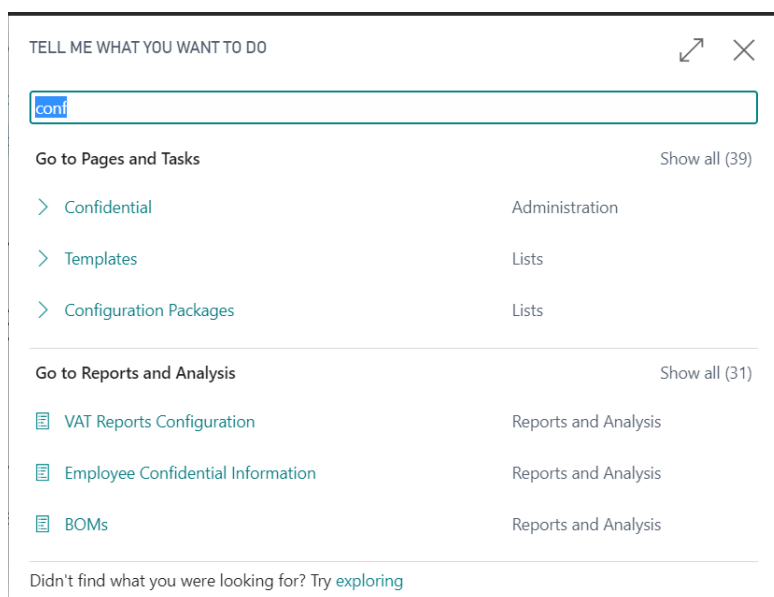 TELL ME WHAT YOU WANT TO DO
conf
Go to Pages and Tasks Show all (39)
Confidential Administration
Templates Lists
Configuration Packages Lists
Go to Reports and Analysis Show all (31)
VAT Reports Configuration Reports and Analysis
Employee Confidential Information Reports and Analysis
BOMs Reports and Analysis
Didn't find what you were looking for? Try exploring